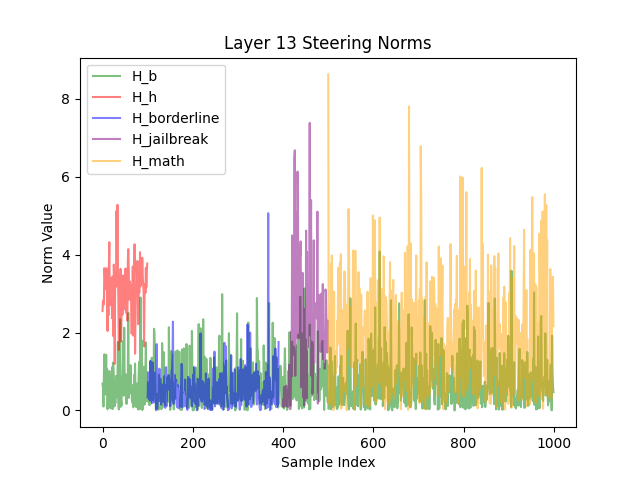 Layer 13 Steering Norms
H_b
H_h
H_borderline
H_jailbreak
H_math
Norm Value
8
6
4
2
0
0 200 400 600 800 1000
Sample Index